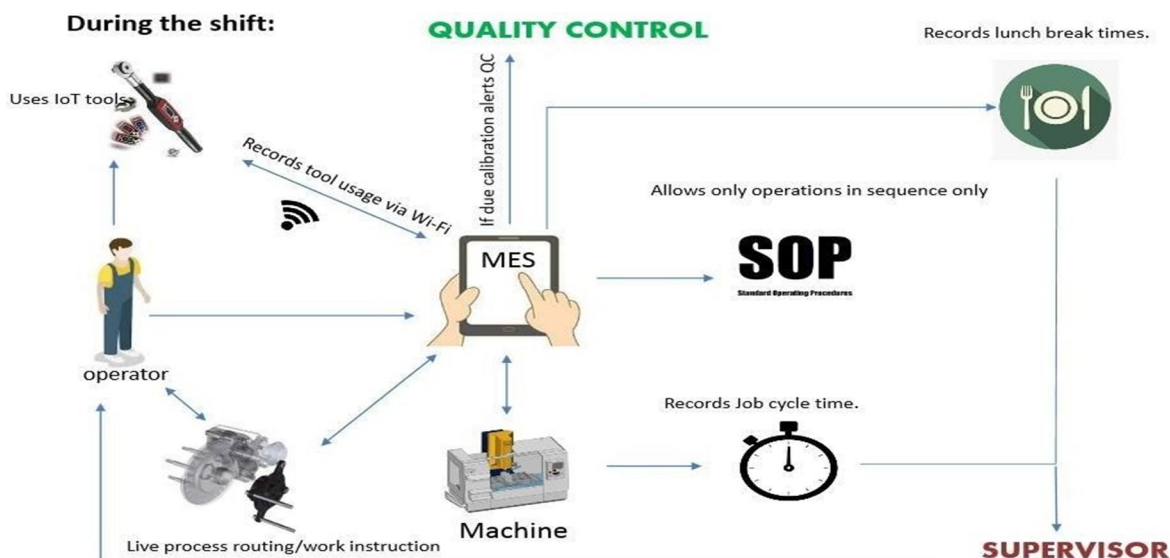 During the shift:
QUALITY CONTROL
Records lunch break times.
Uses IoT tools
Records tool usage via Wi-Fi
If due calibration alerts QC
Allows only operations in sequence only
MES
SOP
Standard Operating Procedures
operator
Records Job cycle time.
Machine
Live process routing/work instruction
SUPERVISOR